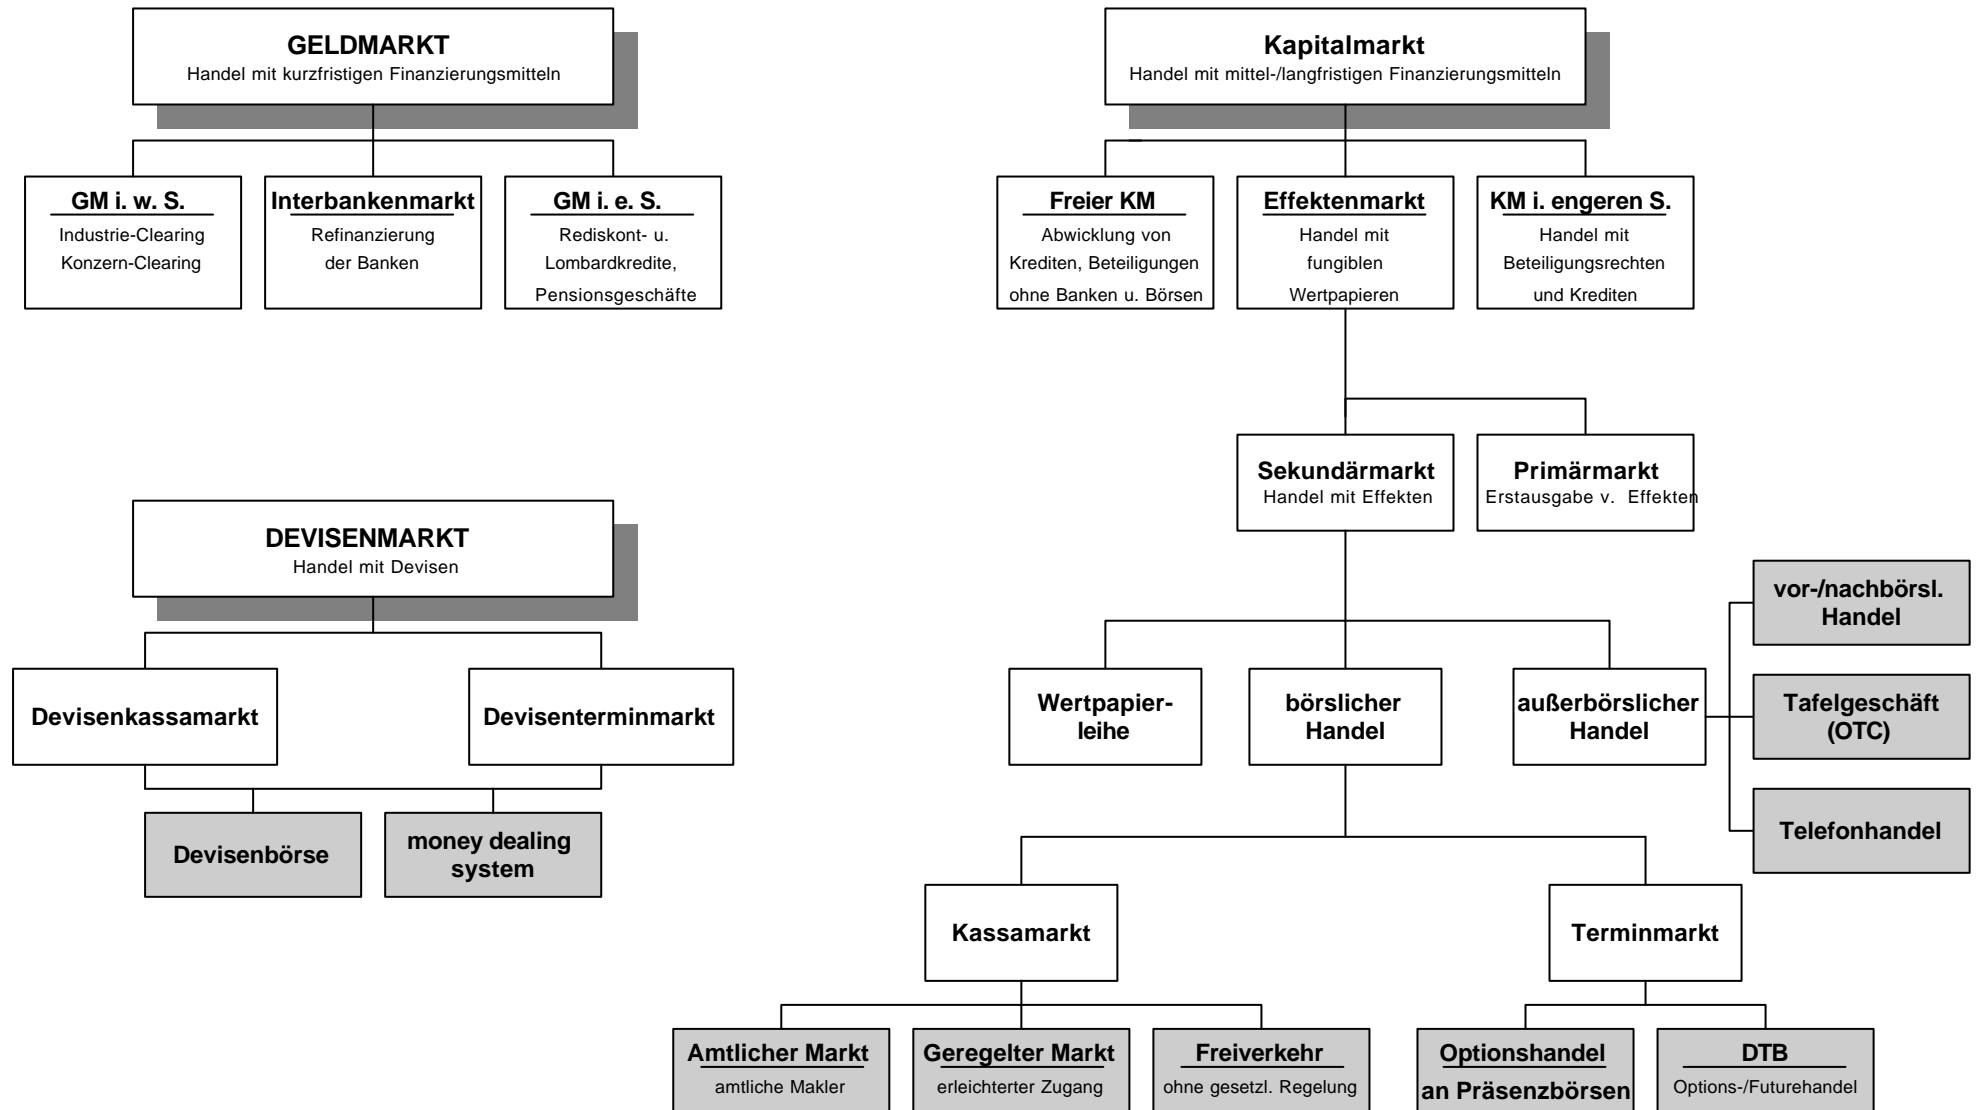 GELDMARKT
Handel mit kurzfristigen Finanzierungsmitteln
GM i. w. S.
Industrie-Clearing
Konzern-Clearing
Interbankenmarkt
Refinanzierung
der Banken
GM i. e. S.
Rediskont- u.
Lombardkredite,
Pensionsgeschäfte
Kapitalmarkt
Handel mit mittel-/langfristigen Finanzierungsmitteln
Freier KM
Abwicklung von
Krediten, Beteiligungen
ohne Banken u. Börsen
Effektenmarkt
Handel mit
fungiblen
Wertpapieren
KM i. engeren S.
Handel mit
Beteiligungsrechten
und Krediten
Sekundärmarkt
Handel mit Effekten
Primärmarkt
Erstausgabe v. Effekten
DEVISENMARKT
Handel mit Devisen
Devisenkassamarkt
Devisenterminmarkt
Devisenbörse
money dealing
system
Wertpapier-
leihe
börslicher
Handel
außerbörslicher
Handel
vor-/nachbörsl.
Handel
Tafelgeschäft
(OTC)
Telefonhandel
Kassamarkt
Terminmarkt
Amtlicher Markt
amtliche Makler
Geregelter Markt
erleichterter Zugang
Freiverkehr
ohne gesetzl. Regelung
Optionshandel
an Präsenzbörsen
DTB
Options-/Futurehandel